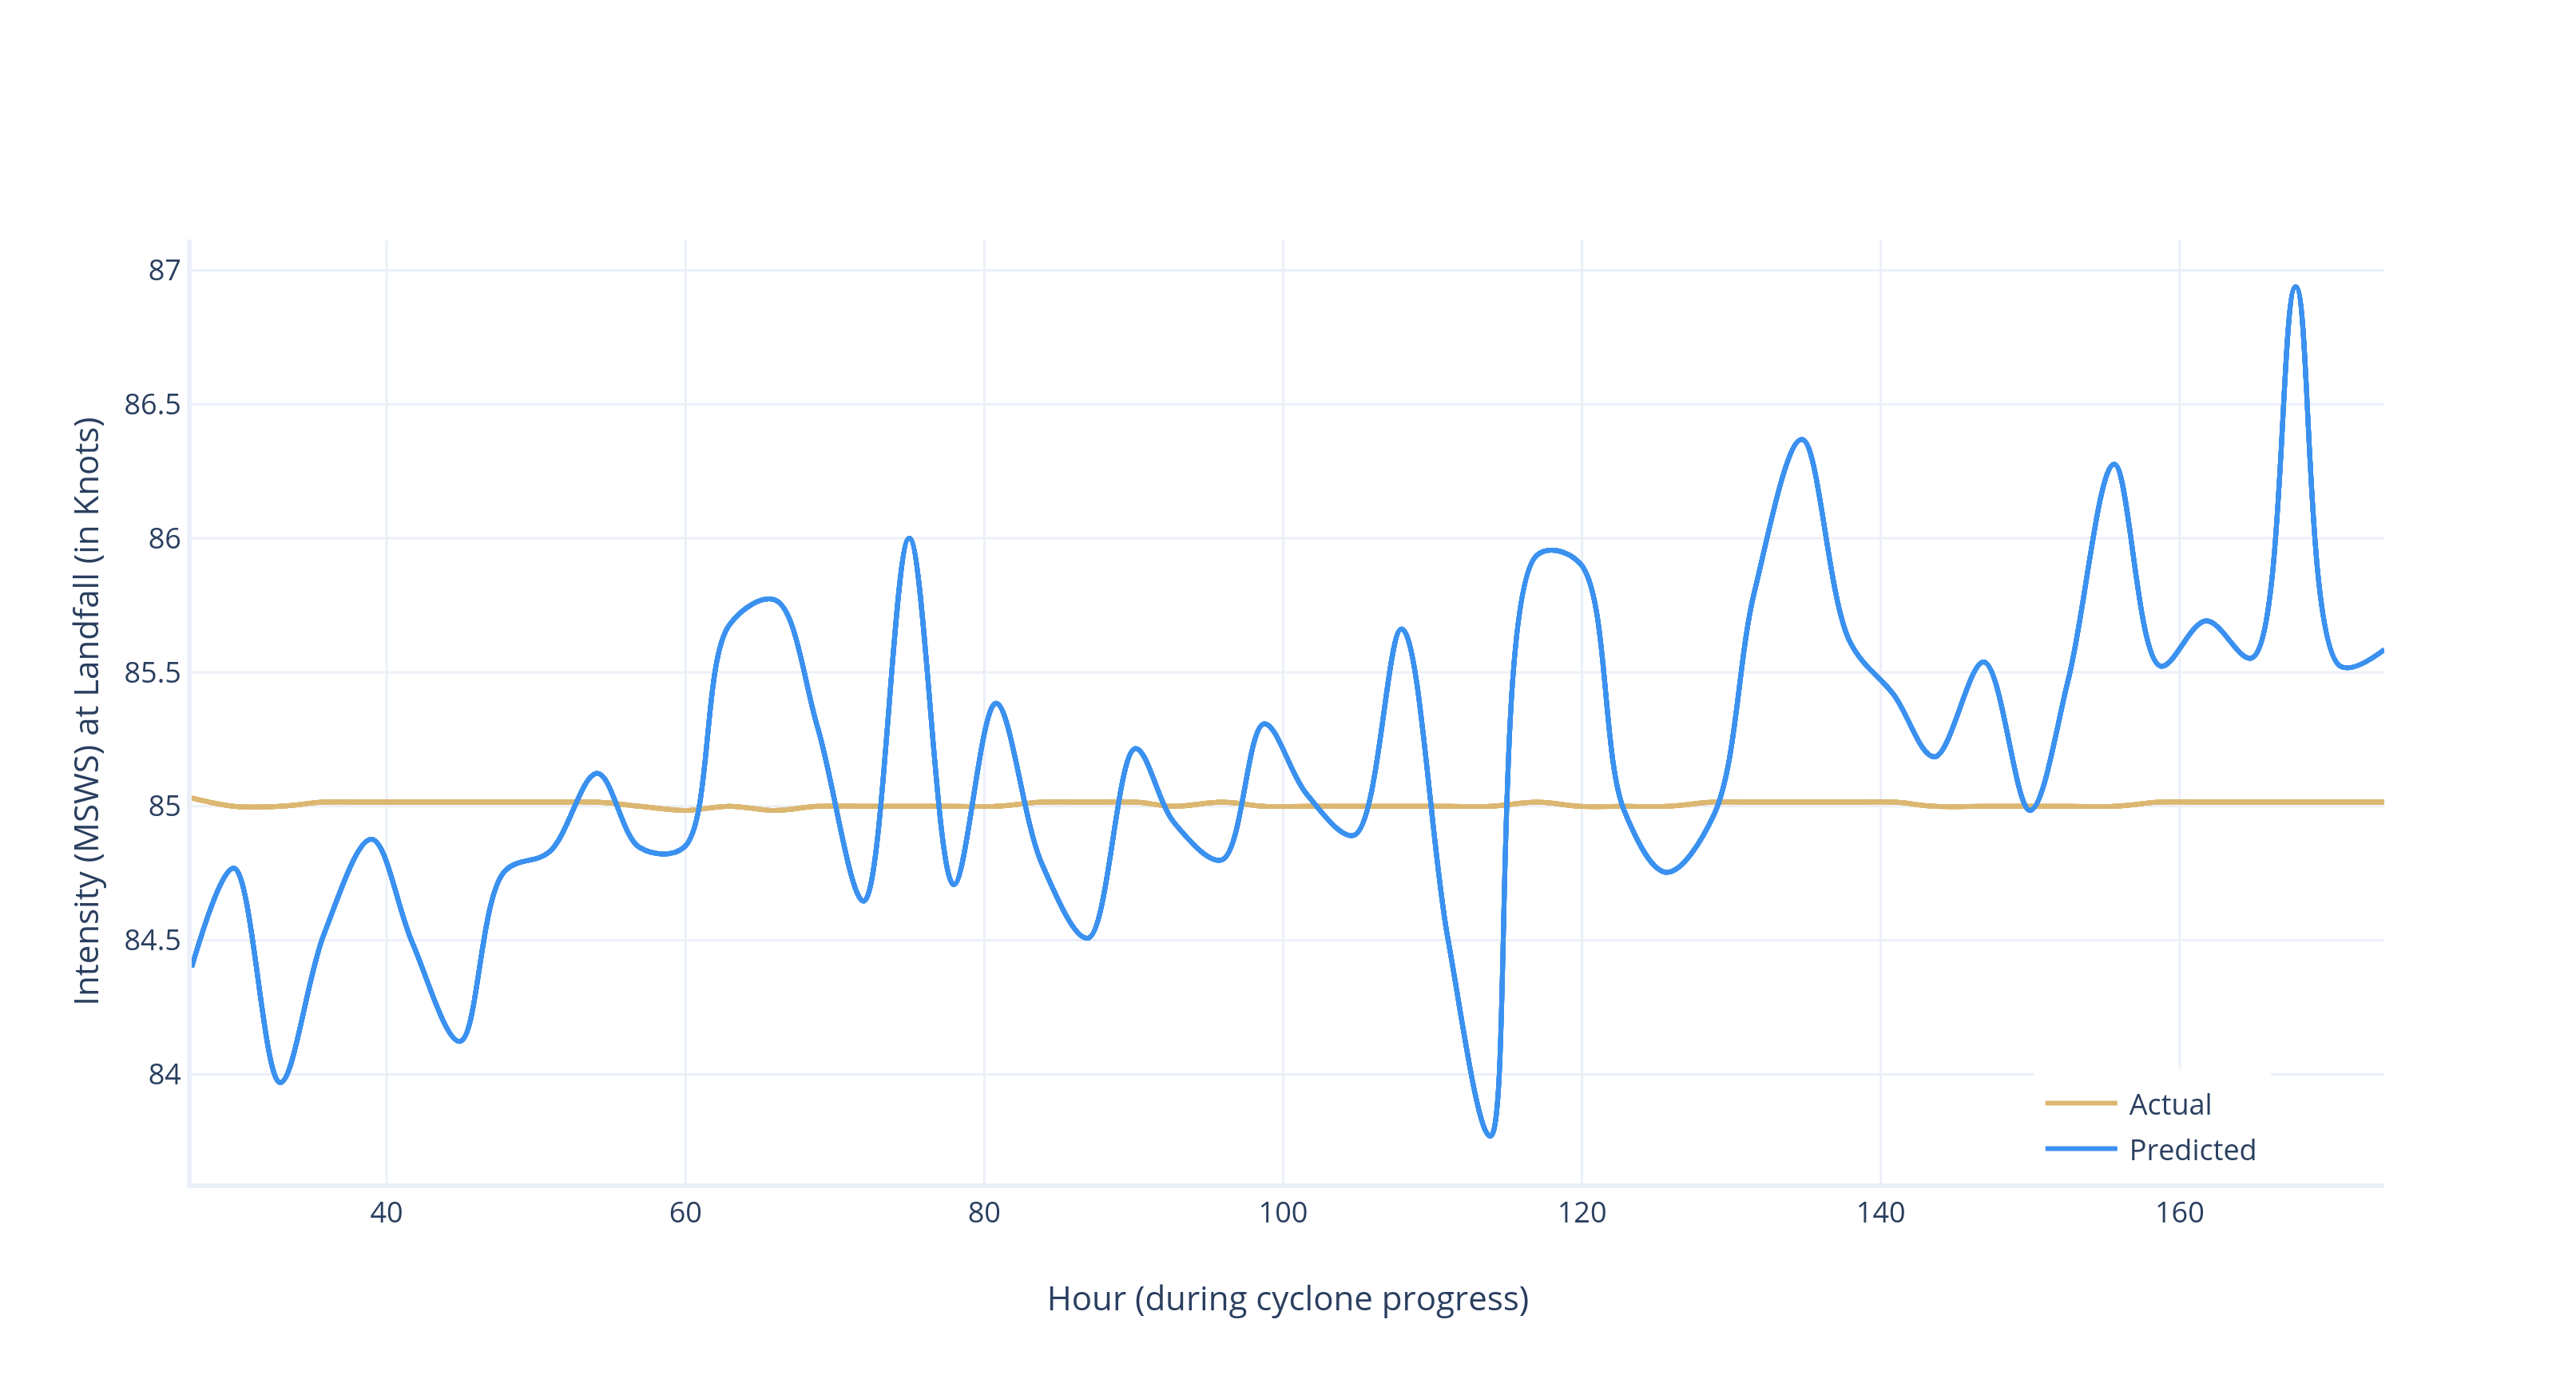 87
86.5
86
85.5
85
84.5
84
Intensity (MSWS) at Landfall (in Knots)
40 60 80 100 120 140 160
Hour (during cyclone progress)
Actual
Predicted